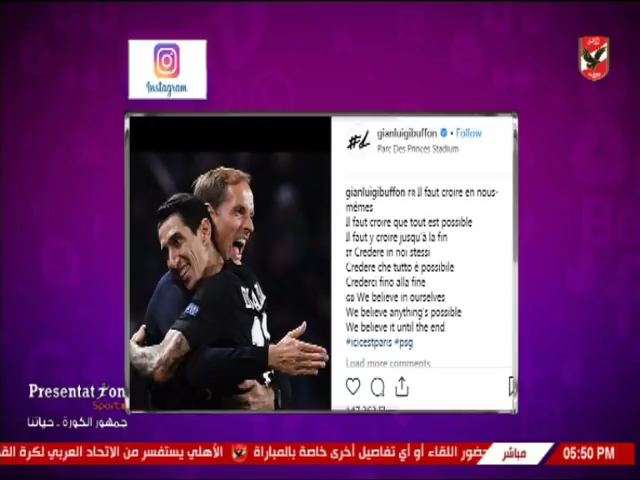 Instagram
gianluigibuffon • Follow
Parc Des Princes Stadium
gianluigibuffon FR Il faut croire en nous-
mêmes
Il faut croire que tout est possible
Il faut y croire jusqu'à la fin
IT Credere in noi stessi
Credere che tutto è possibile
Crederci fino alla fine
GB We believe in ourselves
We believe anything's possible
We believe it until the end
#icicestparis #psg
Load more comments
Presentation
Sports
جمهور الكورة - حياتنا
حضور اللقاء أو أي تفاصيل أخرى خاصة بالمباراة
الأهلي يستفسر من الاتحاد العربي لكرة
مباشر
05:50 PM